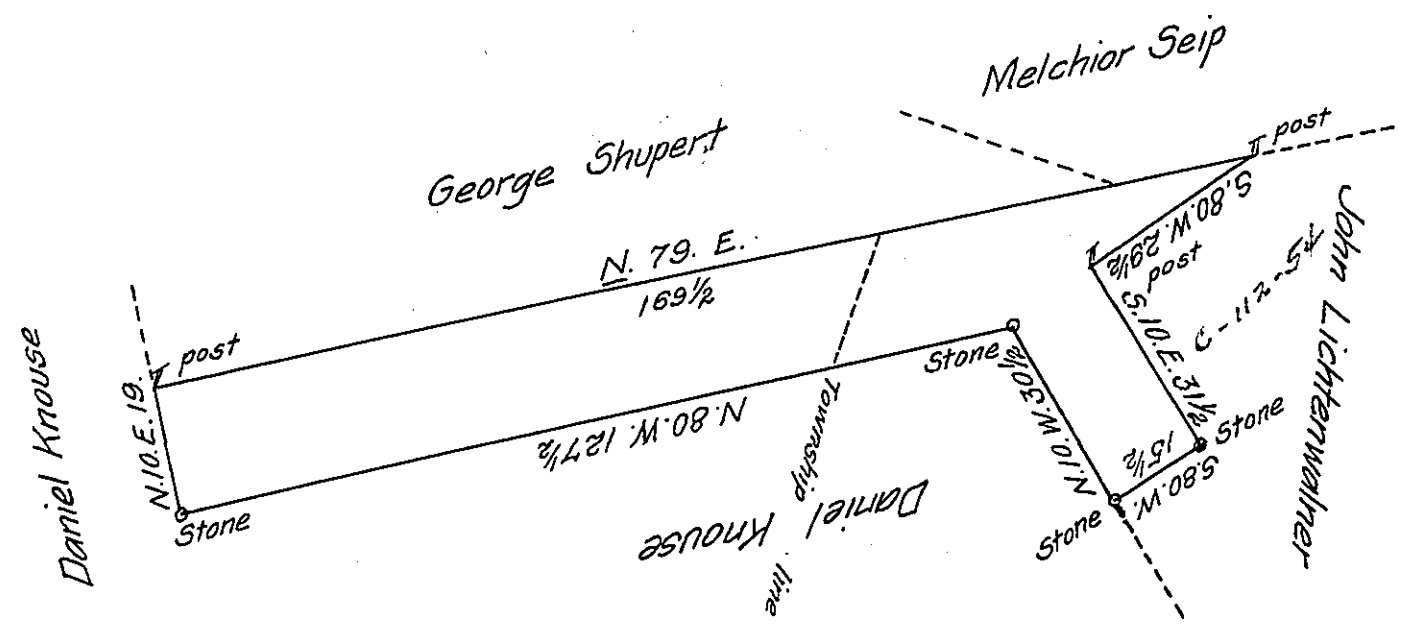 Melchior Seip
George Shupert
post
N. 79. E.
169½
S. 80. W. 29½
post
John Lichtenwalner
S. 10. E. 31½
Stone
S. 80. W.
15½
Stone
N. 10. W. 30½
Stone
N. 80. W. 127½
Township line
Daniel Knouse
Stone
N. 10. E. 19.
post
Daniel Knouse